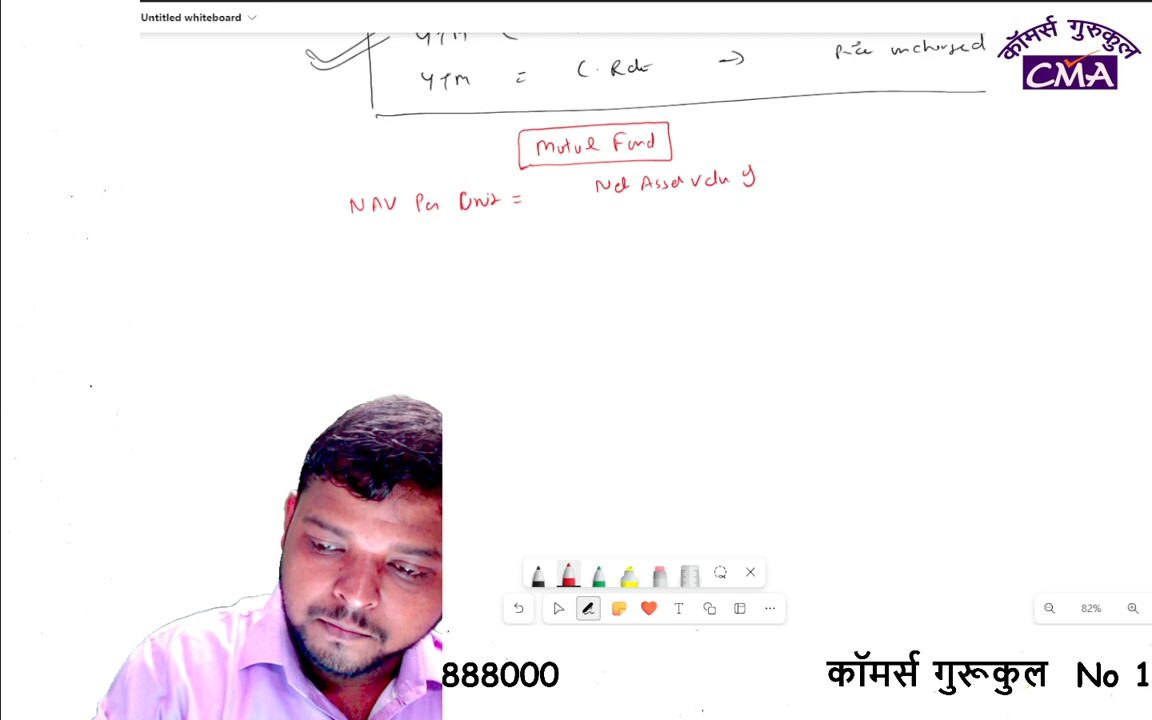 Untitled whiteboard
YTM
YTM = C. Rate → Price unchanged
कॉमर्स गुरुकुल
CMA
Mutual Fund
NAV Per Unit = Net Asset Value of
888000
कॉमर्स गुरूकुल No 1